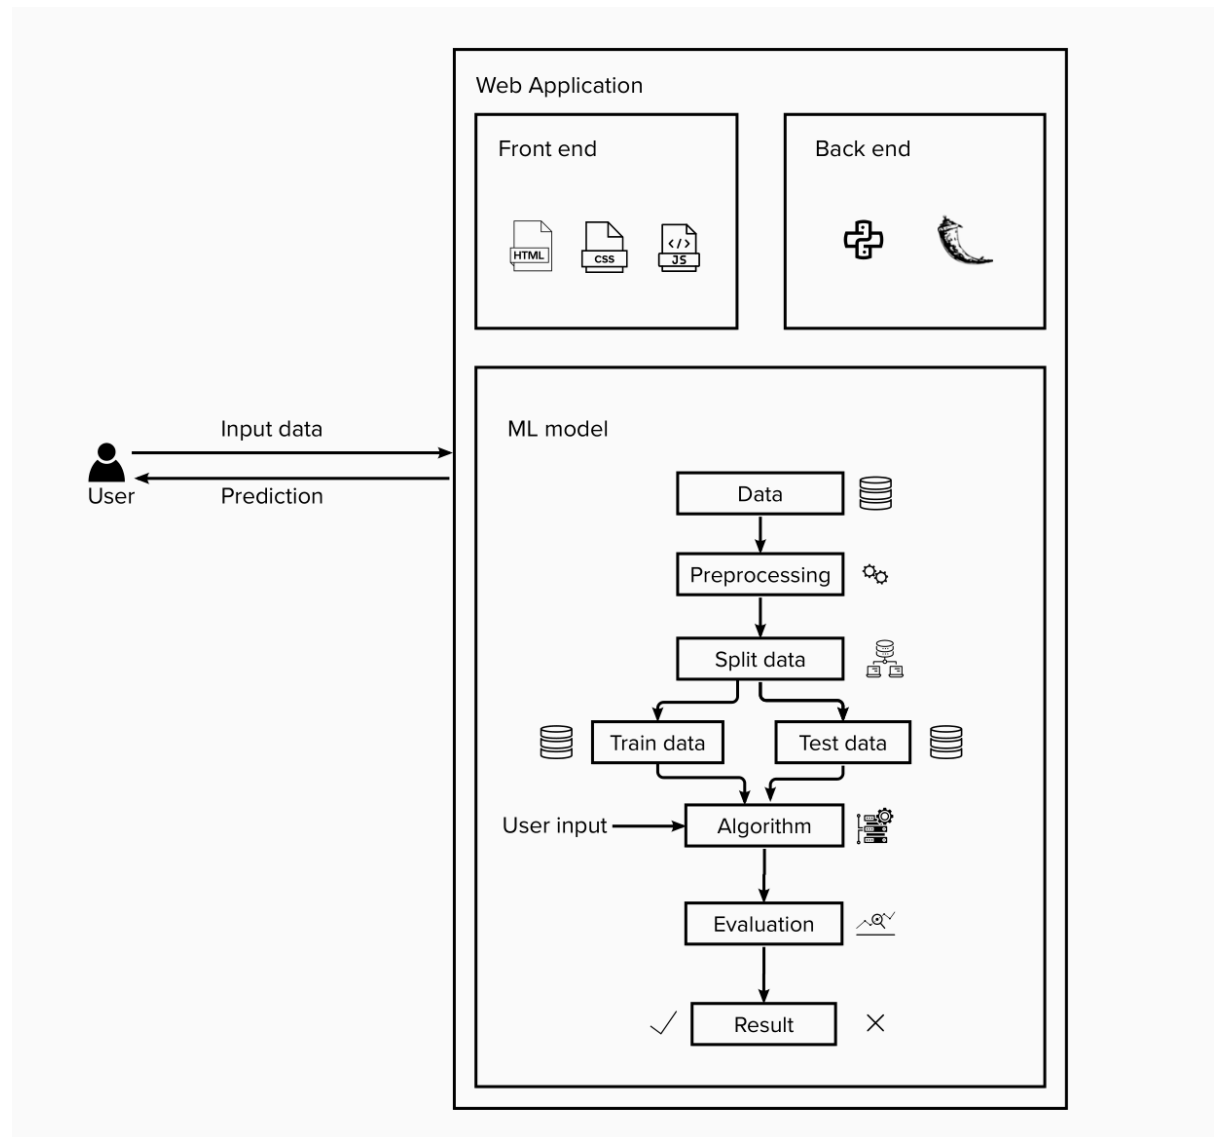 Web Application
Front end
Back end
HTML
CSS
</>
JS
Input data
User
Prediction
ML model
Data
Preprocessing
Split data
Train data
Test data
User input
Algorithm
Evaluation
Result